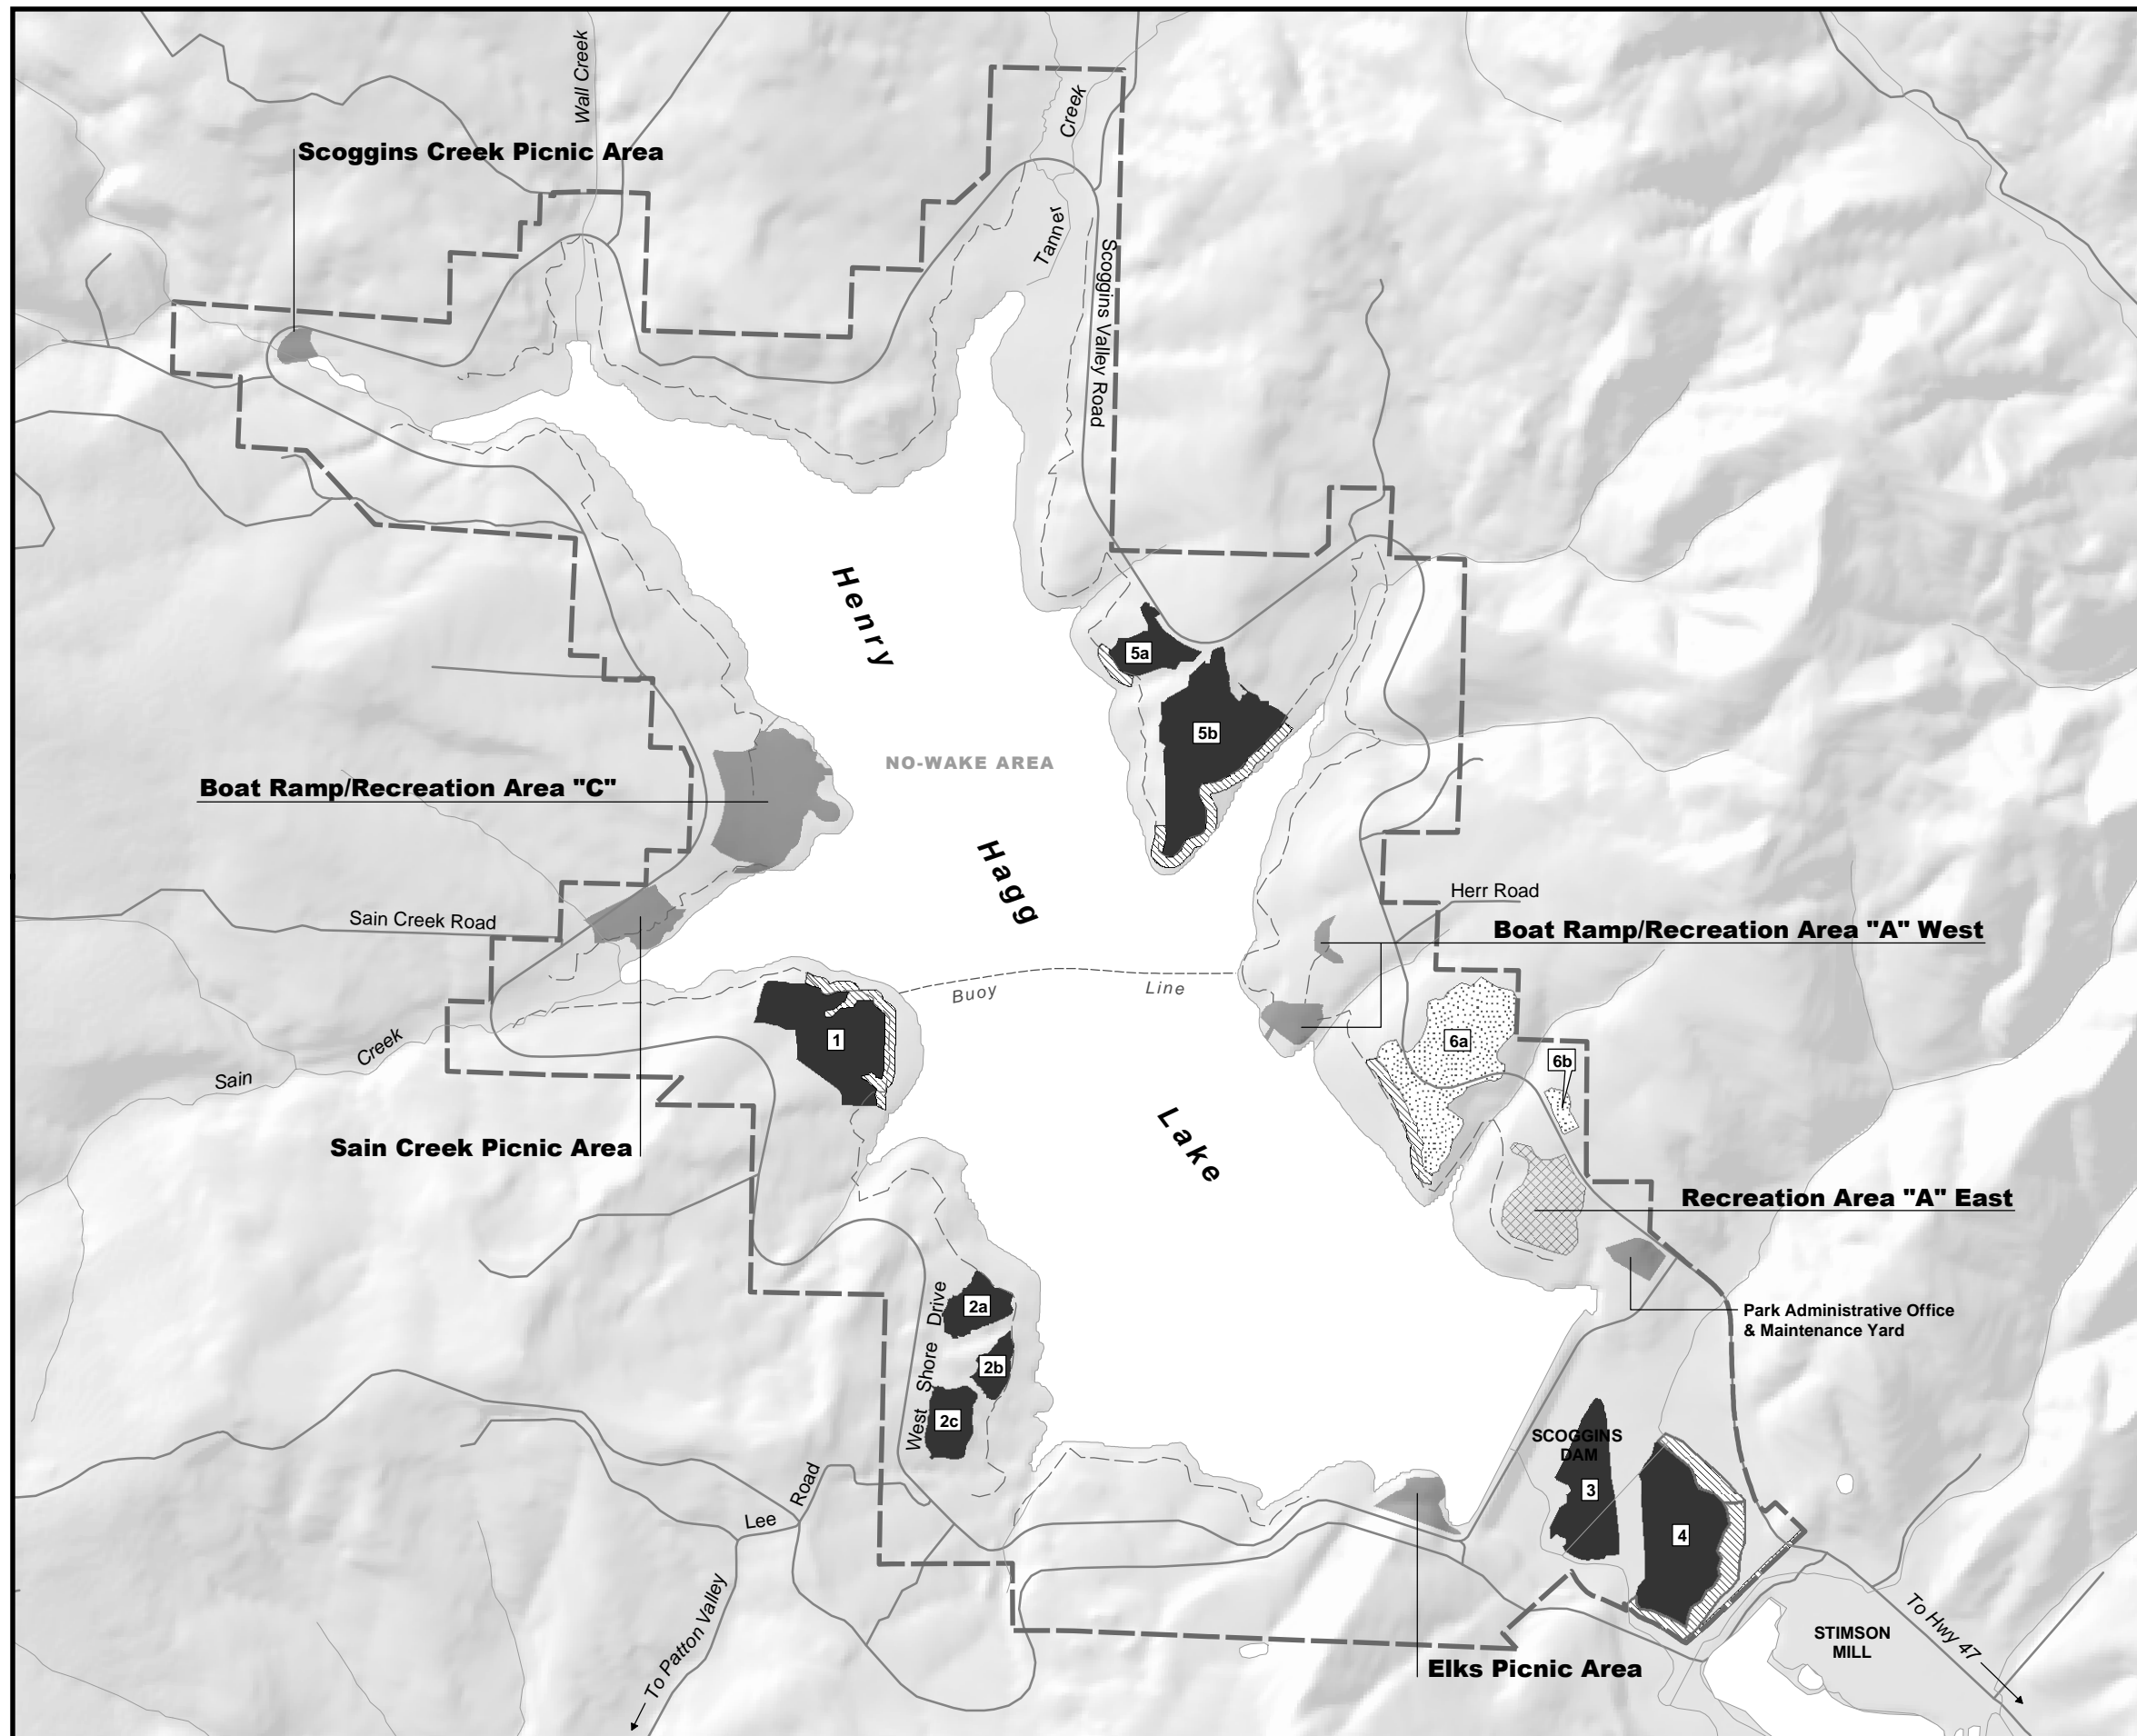 Wall Creek
Scoggins Creek Picnic Area
Creek
Tanner
Scoggins Valley Road
Henry
5a
5b
NO-WAKE AREA
Boat Ramp/Recreation Area "C"
Hagg
Herr Road
Sain Creek Road
Boat Ramp/Recreation Area "A" West
Buoy Line
1
6a
6b
Sain Creek
Lake
Sain Creek Picnic Area
Recreation Area "A" East
2a
Park Administrative Office
& Maintenance Yard
2b
West Shore Drive
2c
SCOGGINS
DAM
3
4
Lee Road
To Patton Valley
To Hwy 47
STIMSON
MILL
Elks Picnic Area